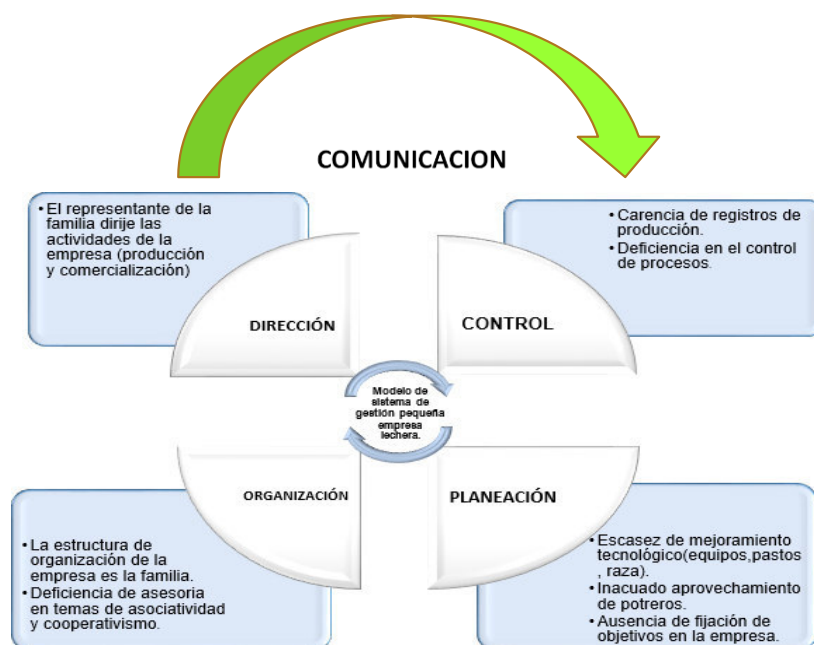 COMUNICACION
• El representante de la
familia dirije las
actividades de la
empresa (producción
y comercialización)
• Carencia de registros de
producción.
• Deficiencia en el control
de procesos.
DIRECCIÓN
CONTROL
Modelo de
sistema de
gestión pequeña
empresa
lechera.
ORGANIZACIÓN
PLANEACIÓN
• La estructura de
organización de la
empresa es la familia.
• Deficiencia de asesoria
en temas de asociatividad
y cooperativismo.
• Escasez de mejoramiento
tecnológico(equipos,pastos
, raza).
• Inacuado aprovechamiento
de potreros.
• Ausencia de fijación de
objetivos en la empresa.